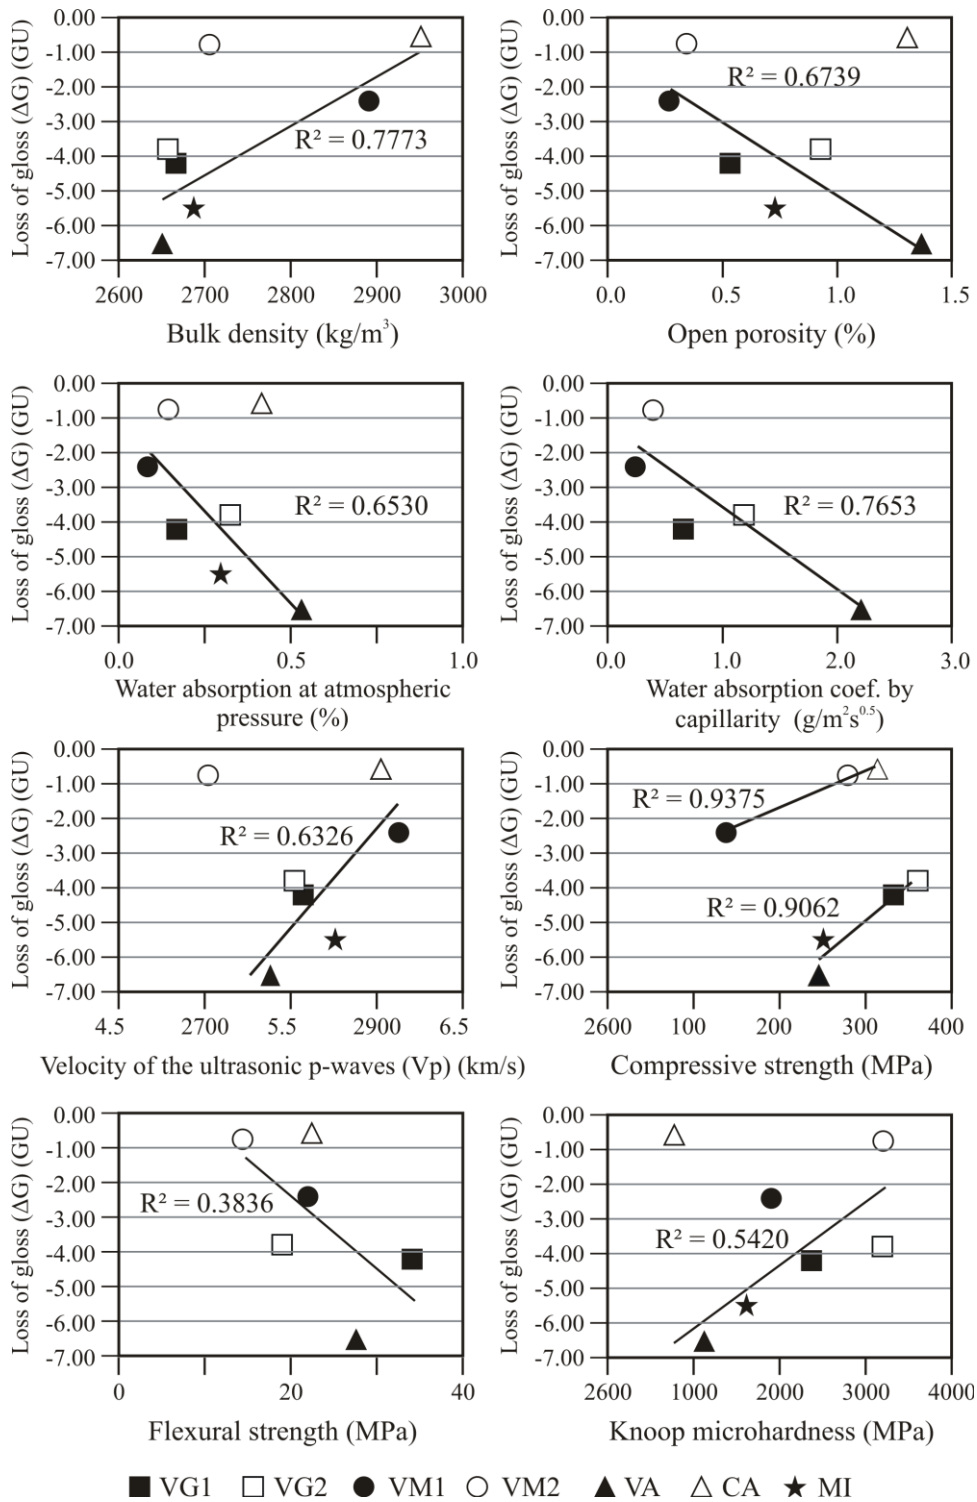 Loss of gloss (ΔG) (GU)
0.00
-1.00
-2.00
-3.00
-4.00
-5.00
-6.00
-7.00
R² = 0.7773
2600 2700 2800 2900 3000
Bulk density (kg/m³)
Loss of gloss (ΔG) (GU)
0.00
-1.00
-2.00
-3.00
-4.00
-5.00
-6.00
-7.00
R² = 0.6739
0.0 0.5 1.0 1.5
Open porosity (%)
Loss of gloss (ΔG) (GU)
0.00
-1.00
-2.00
-3.00
-4.00
-5.00
-6.00
-7.00
R² = 0.6530
0.0 0.5 1.0
Water absorption at atmospheric
pressure (%)
Loss of gloss (ΔG) (GU)
0.00
-1.00
-2.00
-3.00
-4.00
-5.00
-6.00
-7.00
R² = 0.7653
0.0 1.0 2.0 3.0
Water absorption coef. by
capillarity (g/m²s⁰·⁵)
Loss of gloss (ΔG) (GU)
0.00
-1.00
-2.00
-3.00
-4.00
-5.00
-6.00
-7.00
R² = 0.6326
4.5 2700 5.5 2900 6.5
Velocity of the ultrasonic p-waves (Vp) (km/s)
Loss of gloss (ΔG) (GU)
0.00
-1.00
-2.00
-3.00
-4.00
-5.00
-6.00
-7.00
R² = 0.9375
R² = 0.9062
2600 100 200 300 400
Compressive strength (MPa)
Loss of gloss (ΔG) (GU)
0.00
-1.00
-2.00
-3.00
-4.00
-5.00
-6.00
-7.00
R² = 0.3836
0 20 40
Flexural strength (MPa)
Loss of gloss (ΔG) (GU)
0.00
-1.00
-2.00
-3.00
-4.00
-5.00
-6.00
-7.00
R² = 0.5420
2600 1000 2000 3000 4000
Knoop microhardness (MPa)
VG1 VG2 VM1 VM2 VA CA MI